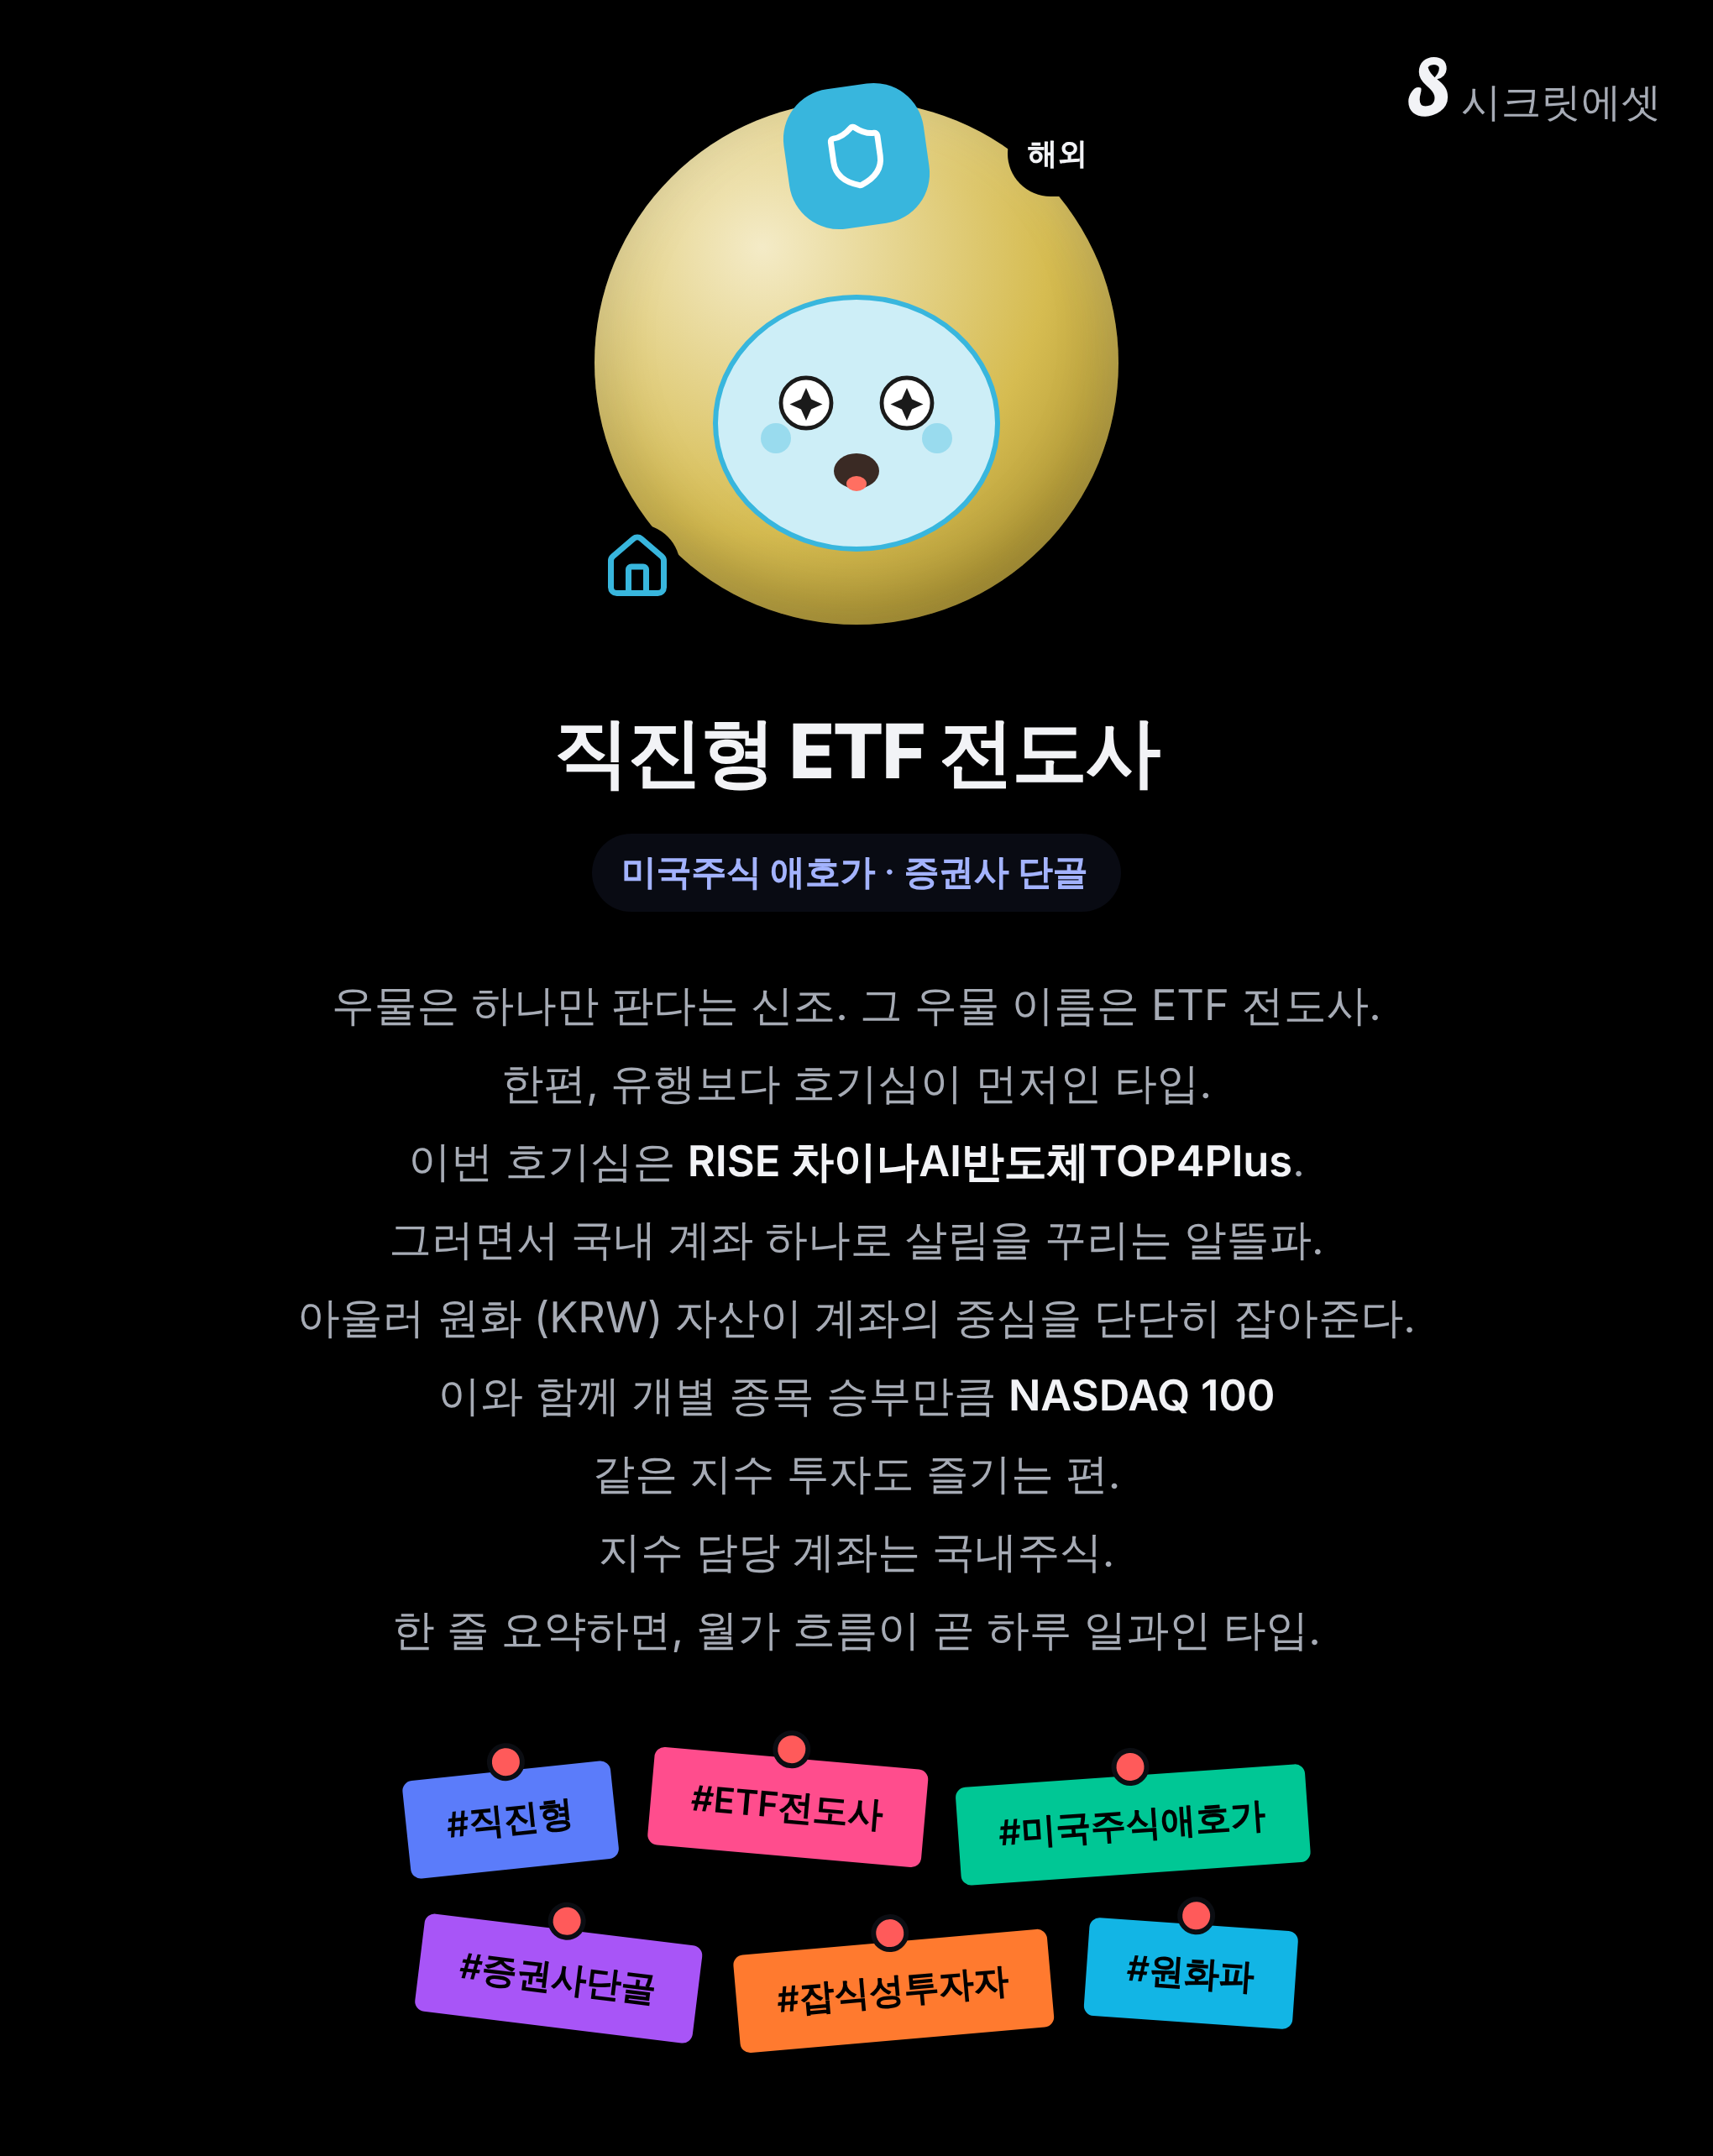 시크릿에셋
해외
직진형 ETF 전도사
미국주식 애호가 · 증권사 단골
우물은 하나만 판다는 신조. 그 우물 이름은 ETF 전도사.
한편, 유행보다 호기심이 먼저인 타입.
이번 호기심은 RISE 차이나AI반도체TOP4Plus.
그러면서 국내 계좌 하나로 살림을 꾸리는 알뜰파.
아울러 원화 (KRW) 자산이 계좌의 중심을 단단히 잡아준다.
이와 함께 개별 종목 승부만큼 NASDAQ 100
같은 지수 투자도 즐기는 편.
지수 담당 계좌는 국내주식.
한 줄 요약하면, 월가 흐름이 곧 하루 일과인 타입.
#직진형
#ETF전도사
#미국주식애호가
#증권사단골
#잡식성투자자
#원화파